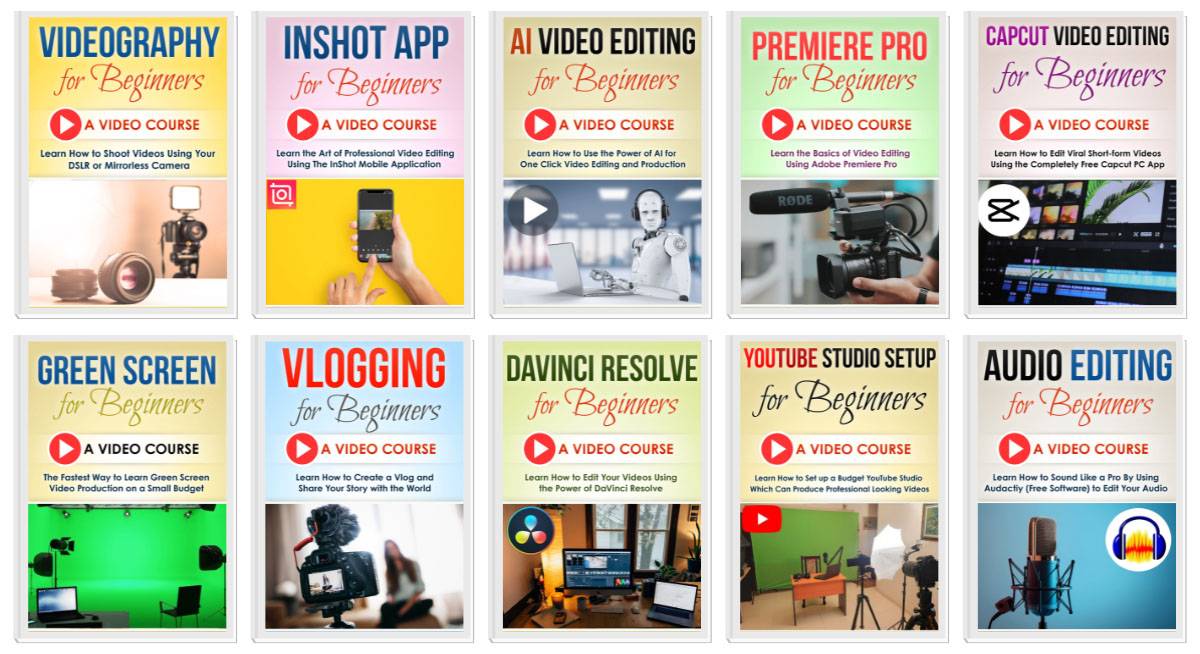 VIDEOGRAPHY
for Beginners
A VIDEO COURSE
Learn How to Shoot Videos Using Your
DSLR or Mirrorless Camera
INSHOT APP
for Beginners
A VIDEO COURSE
Learn the Art of Professional Video Editing
Using The InShot Mobile Application
AI VIDEO EDITING
for Beginners
A VIDEO COURSE
Learn How to Use the Power of AI for
One Click Video Editing and Production
PREMIERE PRO
for Beginners
A VIDEO COURSE
Learn the Basics of Video Editing
Using Adobe Premiere Pro
RØDE
CAPCUT VIDEO EDITING
for Beginners
A VIDEO COURSE
Learn How to Edit Viral Short-form Videos
Using the Completely Free Capcut PC App
GREEN SCREEN
for Beginners
A VIDEO COURSE
The Fastest Way to Learn Green Screen
Video Production on a Small Budget
VLOGGING
for Beginners
A VIDEO COURSE
Learn How to Create a Vlog and
Share Your Story with the World
DAVINCI RESOLVE
for Beginners
A VIDEO COURSE
Learn How to Edit Your Videos Using
the Power of DaVinci Resolve
YOUTUBE STUDIO SETUP
for Beginners
A VIDEO COURSE
Learn How to Set up a Budget YouTube Studio
Which Can Produce Professional Looking Videos
AUDIO EDITING
for Beginners
A VIDEO COURSE
Learn How to Sound Like a Pro By Using
Audactiy (Free Software) to Edit Your Audio